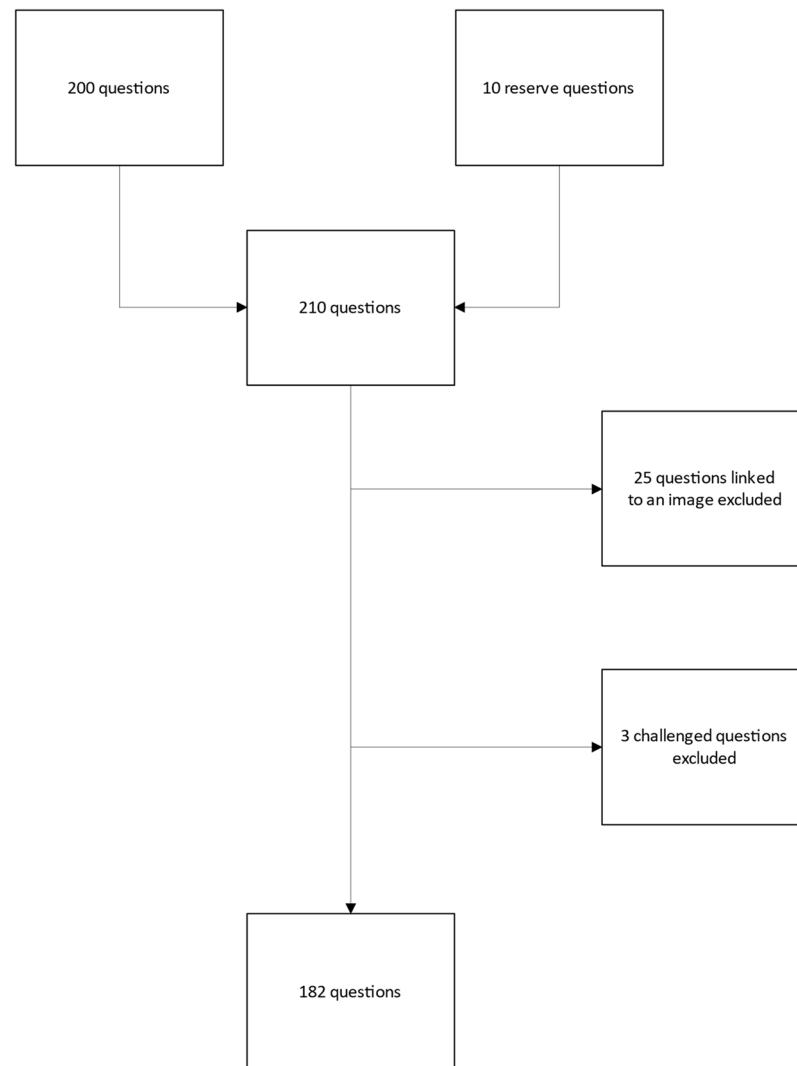 200 questions
10 reserve questions
210 questions
25 questions linked
to an image excluded
3 challenged questions
excluded
182 questions